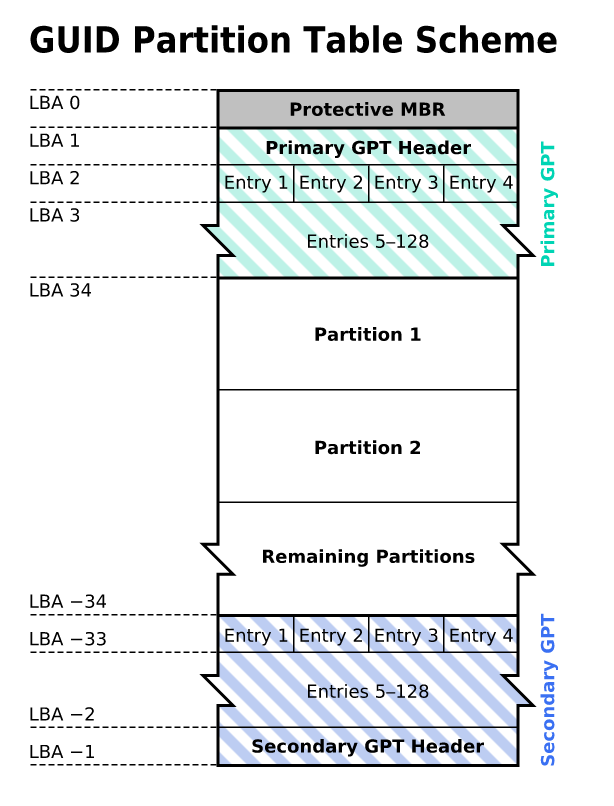 GUID Partition Table Scheme
LBA 0
Protective MBR
LBA 1
Primary GPT Header
LBA 2
Entry 1 Entry 2 Entry 3 Entry 4
LBA 3
Entries 5–128
Primary GPT
LBA 34
Partition 1
Partition 2
Remaining Partitions
LBA −34
LBA −33
Entry 1 Entry 2 Entry 3 Entry 4
Entries 5–128
LBA −2
LBA −1
Secondary GPT Header
Secondary GPT